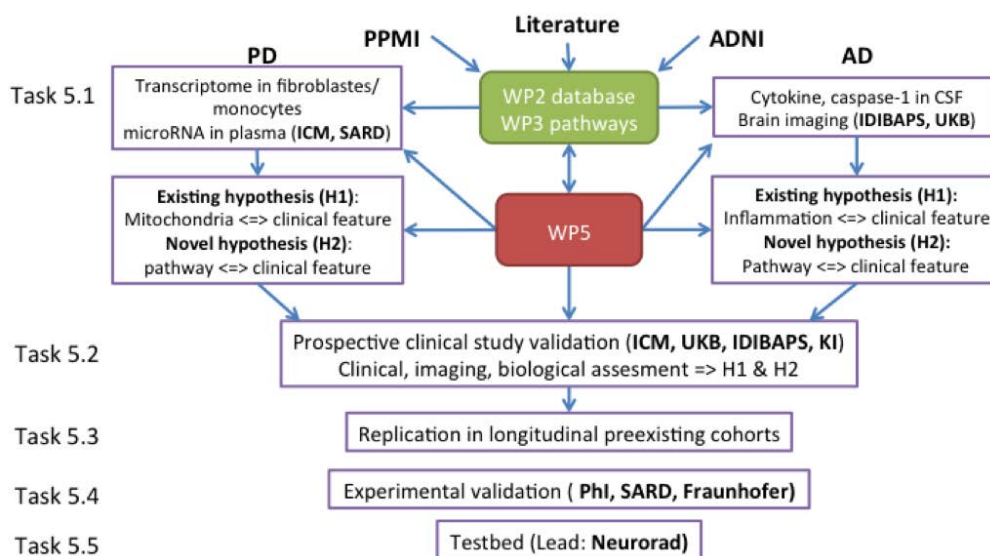 Literature
PPMI
ADNI
PD
AD
Task 5.1
Transcriptome in fibroblastes/
monocytes
microRNA in plasma (ICM, SARD)
WP2 database
WP3 pathways
Cytokine, caspase-1 in CSF
Brain imaging (IDIBAPS, UKB)
Existing hypothesis (H1):
Mitochondria <=> clinical feature
Novel hypothesis (H2):
pathway <=> clinical feature
WP5
Existing hypothesis (H1):
Inflammation <=> clinical feature
Novel hypothesis (H2):
Pathway <=> clinical feature
Task 5.2
Prospective clinical study validation (ICM, UKB, IDIBAPS, KI)
Clinical, imaging, biological assesment => H1 & H2
Task 5.3
Replication in longitudinal preexisting cohorts
Task 5.4
Experimental validation ( PhI, SARD, Fraunhofer)
Task 5.5
Testbed (Lead: Neurorad)